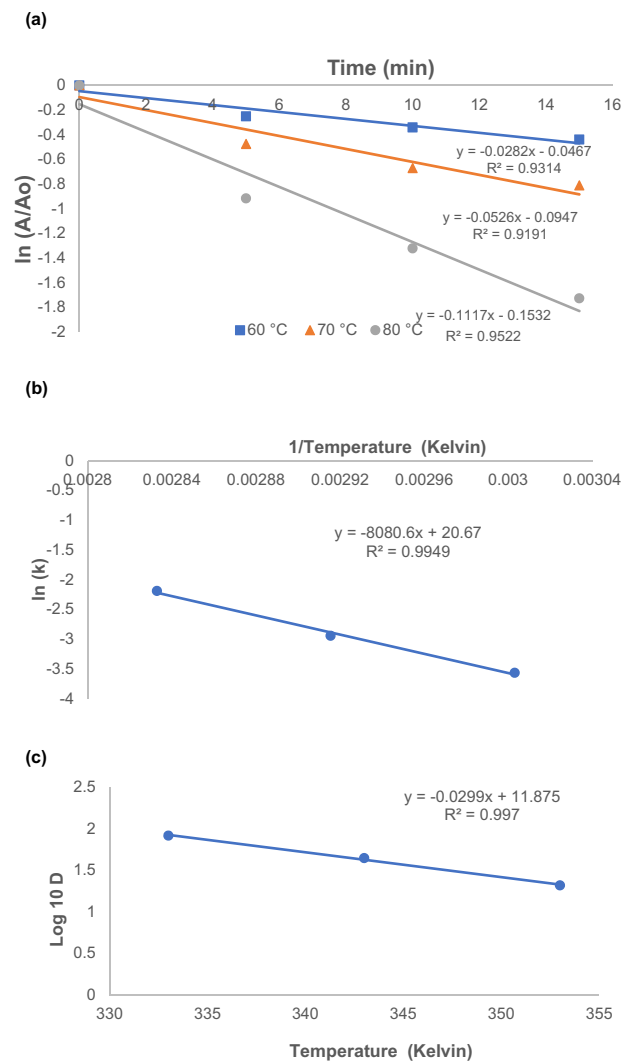 (a)
Time (min)
0
0 2 4 6 8 10 12 14 16
-0.2
-0.4
-0.6
-0.8
-1
-1.2
-1.4
-1.6
-1.8
-2
ln (A/Ao)
y = -0.0282x - 0.0467
R² = 0.9314
y = -0.0526x - 0.0947
R² = 0.9191
y = -0.1117x - 0.1532
R² = 0.9522
60 °C 70 °C 80 °C
(b)
1/Temperature (Kelvin)
0
0.0028 0.00284 0.00288 0.00292 0.00296 0.003 0.00304
-0.5
-1
-1.5
-2
-2.5
-3
-3.5
-4
ln (k)
y = -8080.6x + 20.67
R² = 0.9949
(c)
2.5
2
1.5
1
0.5
0
Log 10 D
y = -0.0299x + 11.875
R² = 0.997
330 335 340 345 350 355
Temperature (Kelvin)